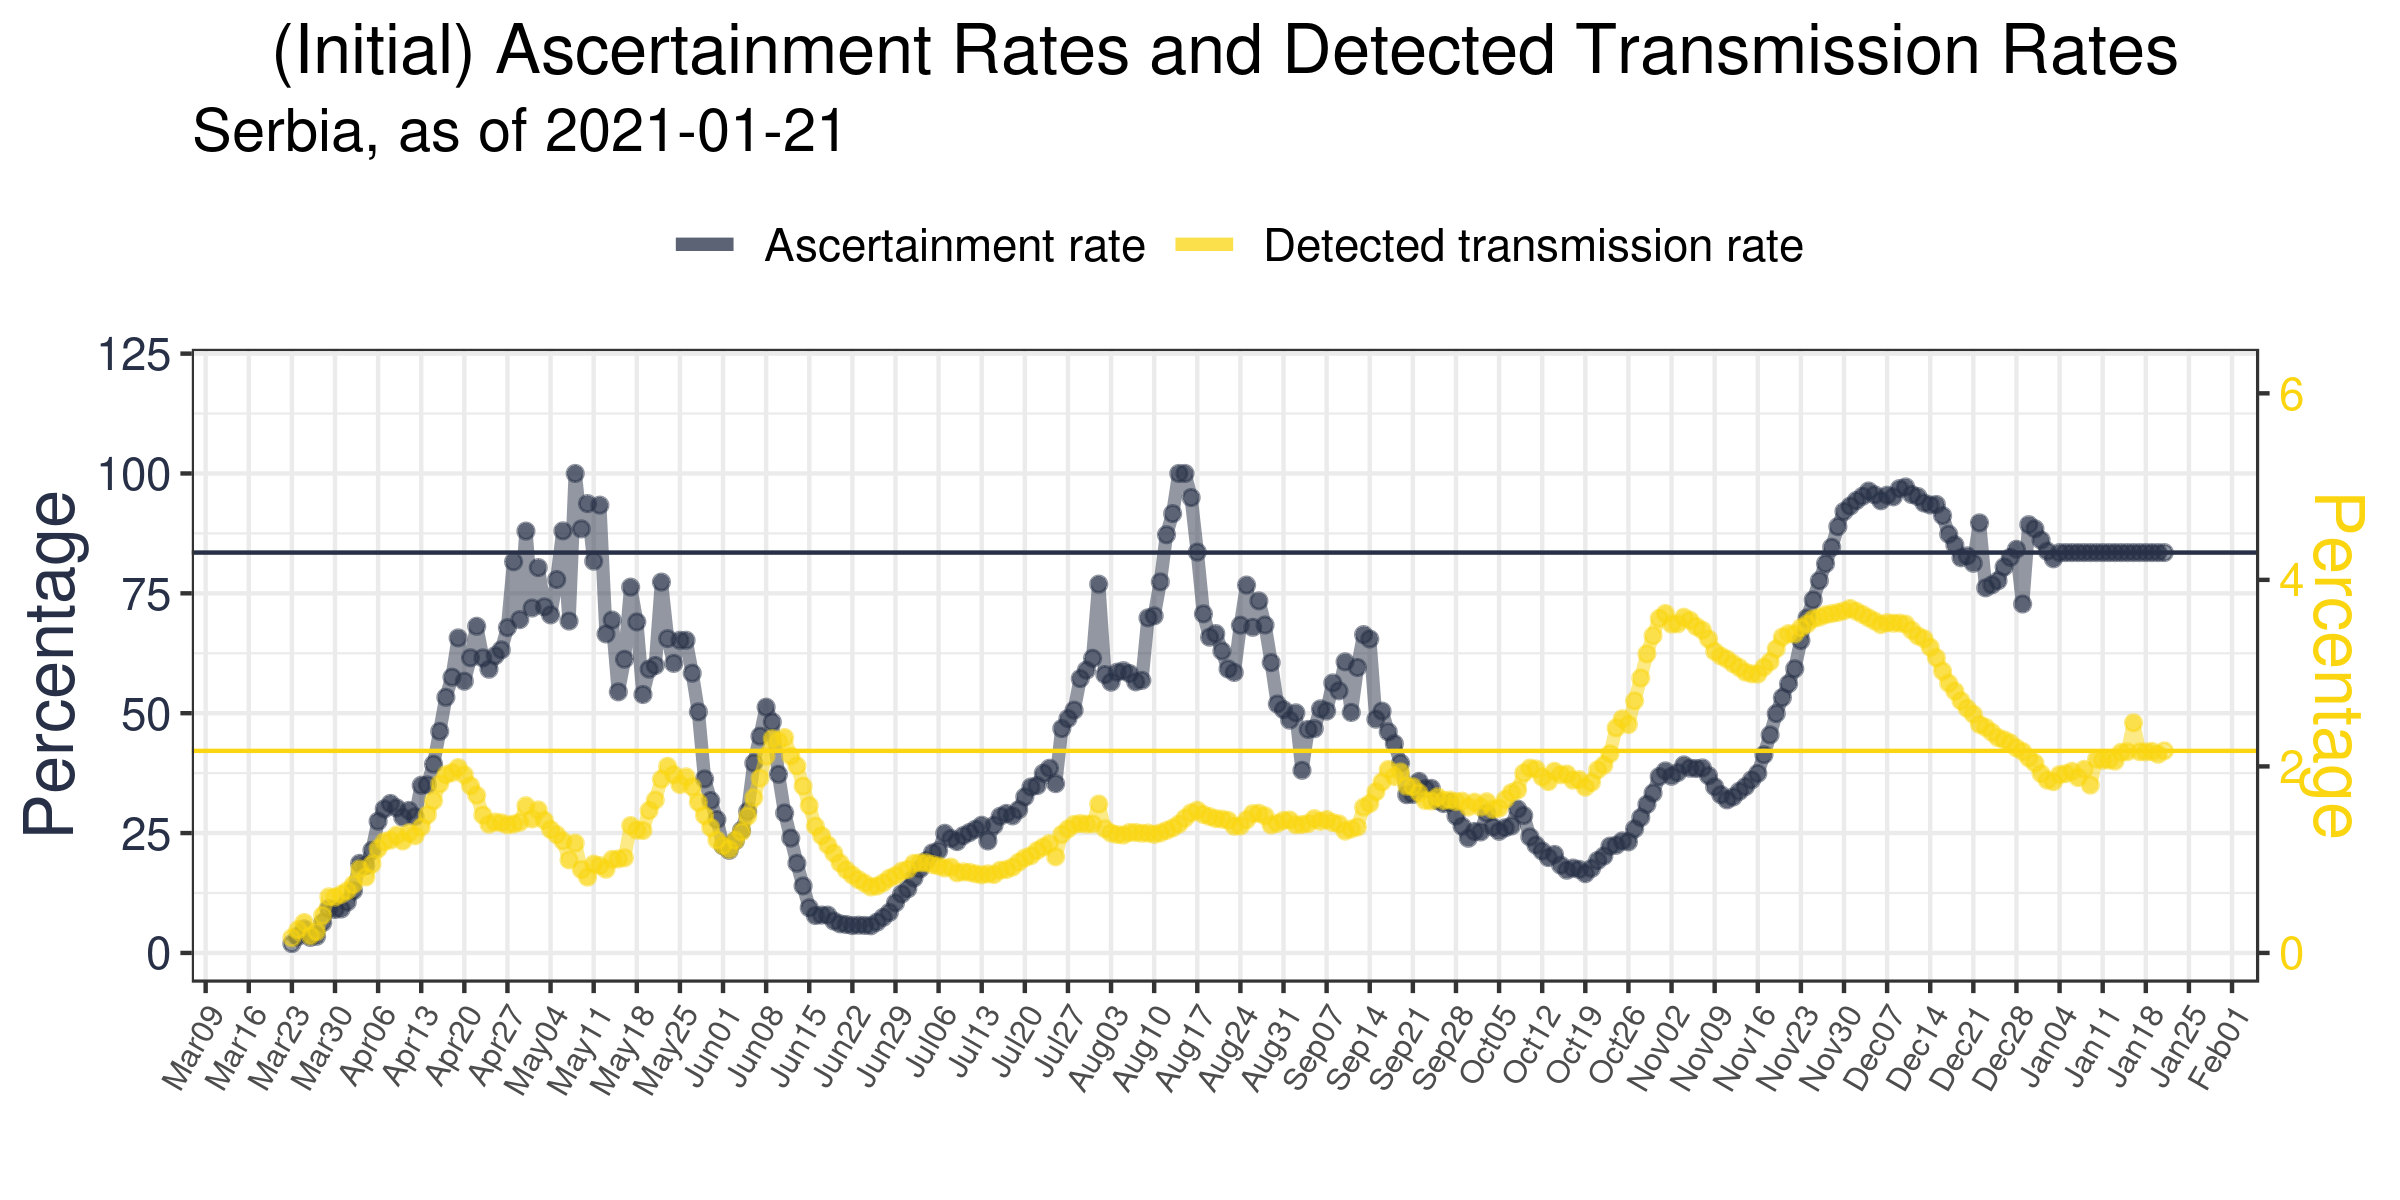 (Initial) Ascertainment Rates and Detected Transmission Rates
Serbia, as of 2021-01-21
Ascertainment rate
Detected transmission rate
Percentage
125
100
75
50
25
0
6
4
2
0
Percentage
Mar09
Mar16
Mar23
Mar30
Apr06
Apr13
Apr20
Apr27
May04
May11
May18
May25
Jun01
Jun08
Jun15
Jun22
Jun29
Jul06
Jul13
Jul20
Jul27
Aug03
Aug10
Aug17
Aug24
Aug31
Sep07
Sep14
Sep21
Sep28
Oct05
Oct12
Oct19
Oct26
Nov02
Nov09
Nov16
Nov23
Nov30
Dec07
Dec14
Dec21
Dec28
Jan04
Jan11
Jan18
Jan25
Feb01